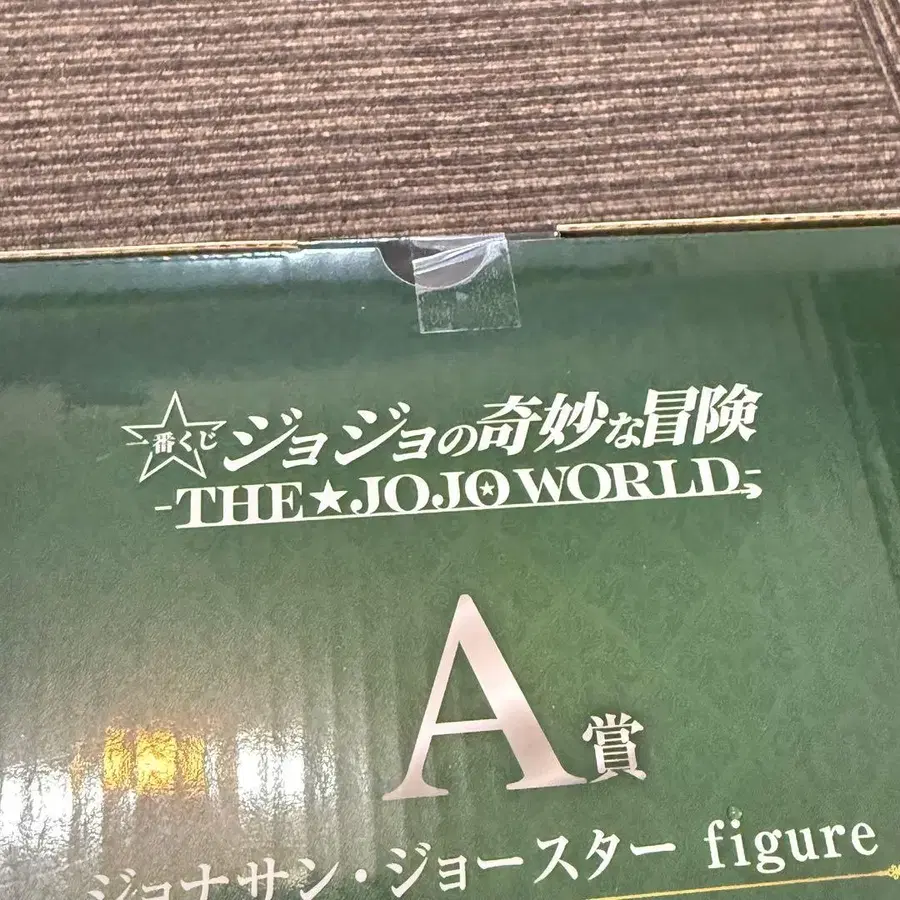 一番くじ ジョジョの奇妙な冒険
-THE★JOJO WORLD-
A賞
ジョナサン・ジョースター figure